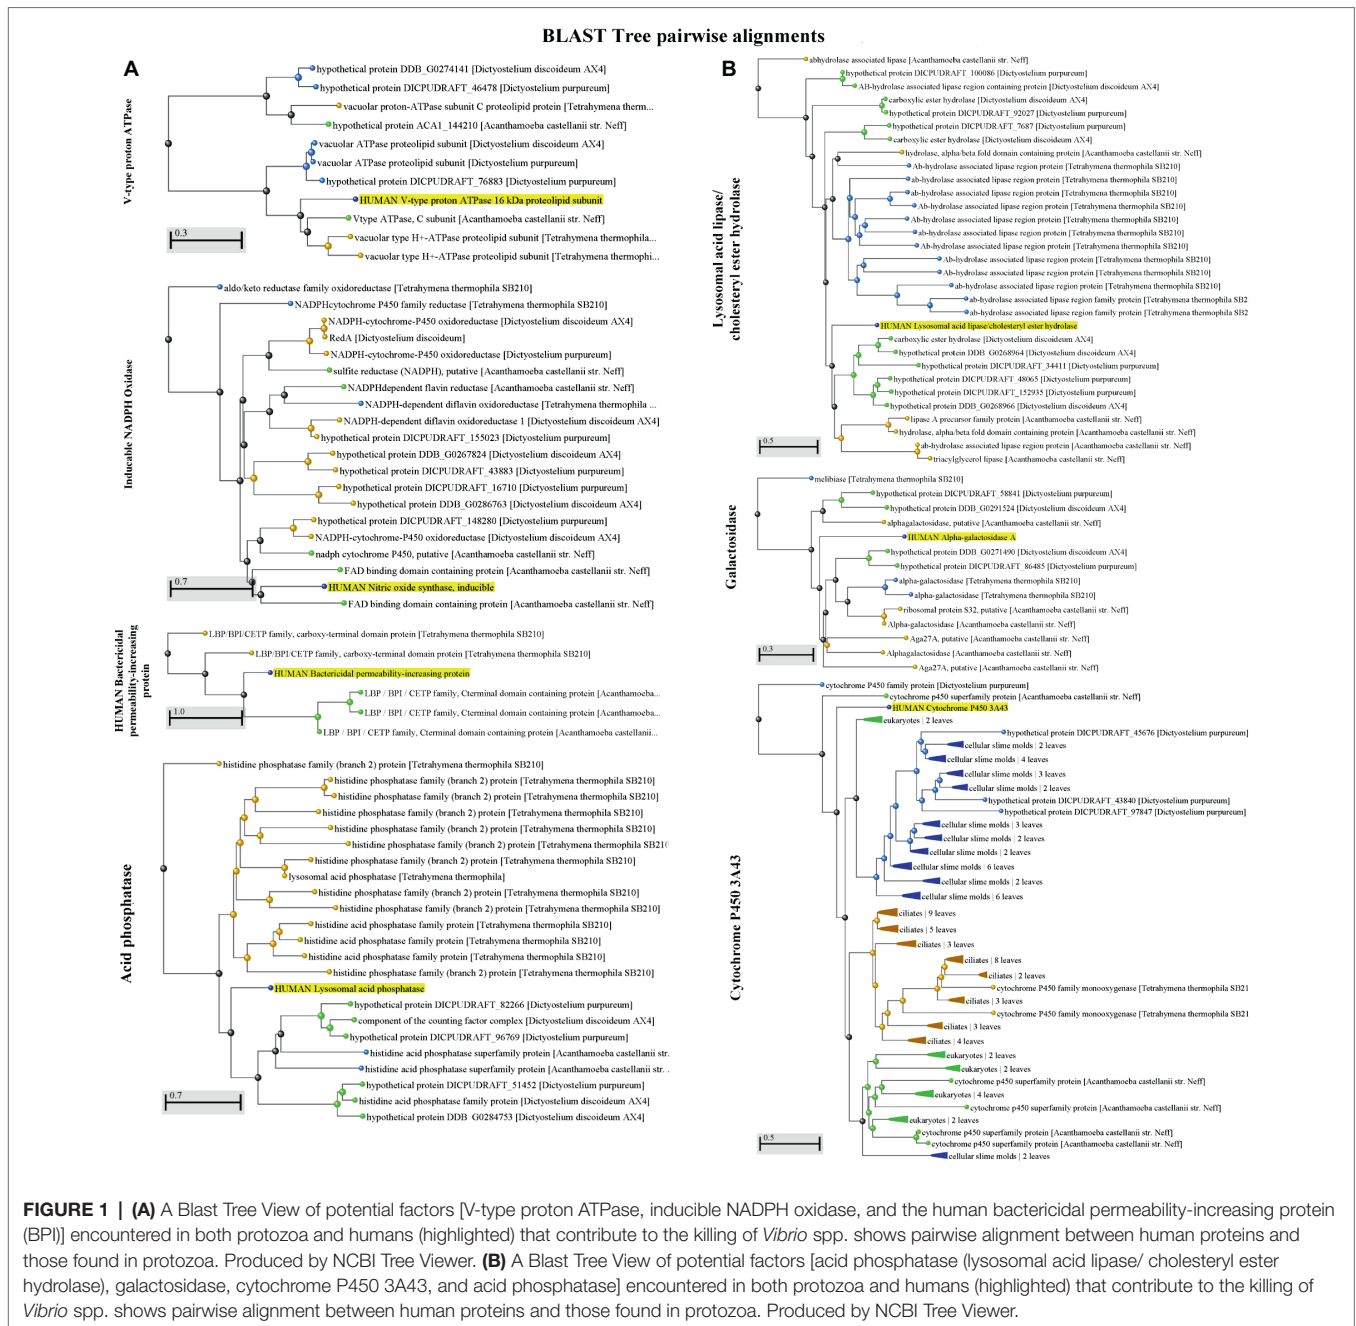 BLAST Tree pairwise alignments
A
V-type proton ATPase
hypothetical protein DDB_G0274141 [Dictyostelium discoideum AX4]
hypothetical protein DICPUDRAFT_46478 [Dictyostelium purpureum]
vacuolar proton-ATPase subunit C proteolipid protein [Tetrahymena therm...
hypothetical protein ACA1_144210 [Acanthamoeba castellanii str. Neff]
vacuolar ATPase proteolipid subunit [Dictyostelium discoideum AX4]
vacuolar ATPase proteolipid subunit [Dictyostelium purpureum]
hypothetical protein DICPUDRAFT_76883 [Dictyostelium purpureum]
HUMAN V-type proton ATPase 16 kDa proteolipid subunit
Vtype ATPase, C subunit [Acanthamoeba castellanii str. Neff]
vacuolar type H+-ATPase proteolipid subunit [Tetrahymena thermophila...
vacuolar type H+-ATPase proteolipid subunit [Tetrahymena thermophi...
0.3
Inducable NADPH Oxidase
aldo/keto reductase family oxidoreductase [Tetrahymena thermophila SB210]
NADPHcytochrome P450 family reductase [Tetrahymena thermophila SB210]
NADPH-cytochrome-P450 oxidoreductase [Dictyostelium discoideum AX4]
RedA [Dictyostelium discoideum]
NADPH-cytochrome-P450 oxidoreductase [Dictyostelium purpureum]
sulfite reductase (NADPH), putative [Acanthamoeba castellanii str. Neff]
NADPHdependent flavin reductase [Acanthamoeba castellanii str. Neff]
NADPH-dependent diflavin oxidoreductase [Tetrahymena thermophila ...
NADPH-dependent diflavin oxidoreductase 1 [Dictyostelium discoideum AX4]
hypothetical protein DICPUDRAFT_155023 [Dictyostelium purpureum]
hypothetical protein DDB_G0267824 [Dictyostelium discoideum AX4]
hypothetical protein DICPUDRAFT_43883 [Dictyostelium purpureum]
hypothetical protein DICPUDRAFT_16710 [Dictyostelium purpureum]
hypothetical protein DDB_G0286763 [Dictyostelium discoideum AX4]
hypothetical protein DICPUDRAFT_148280 [Dictyostelium purpureum]
NADPH-cytochrome-P450 oxidoreductase [Dictyostelium discoideum AX4]
nadph cytochrome P450, putative [Acanthamoeba castellanii str. Neff]
FAD binding domain containing protein [Acanthamoeba castellanii str. Neff]
HUMAN Nitric oxide synthase, inducible
FAD binding domain containing protein [Acanthamoeba castellanii str. Neff]
0.7
HUMAN Bactericidal
permeability-increasing
protein
LBP/BPI/CETP family, carboxy-terminal domain protein [Tetrahymena thermophila SB210]
LBP/BPI/CETP family, carboxy-terminal domain protein [Tetrahymena thermophila SB210]
HUMAN Bactericidal permeability-increasing protein
LBP / BPI / CETP family, Cterminal domain containing protein [Acanthamoeba...
LBP / BPI / CETP family, Cterminal domain containing protein [Acanthamoeba...
LBP / BPI / CETP family, Cterminal domain containing protein [Acanthamoeba castellanii...
1.0
Acid phosphatase
histidine phosphatase family (branch 2) protein [Tetrahymena thermophila SB210]
histidine phosphatase family (branch 2) protein [Tetrahymena thermophila SB210]
histidine phosphatase family (branch 2) protein [Tetrahymena thermophila SB210]
histidine phosphatase family (branch 2) protein [Tetrahymena thermophila SB210]
histidine phosphatase family (branch 2) protein [Tetrahymena thermophila SB210]
histidine phosphatase family (branch 2) protein [Tetrahymena thermophila SB210
histidine phosphatase family (branch 2) protein [Tetrahymena thermophila SB210]
lysosomal acid phosphatase [Tetrahymena thermophila]
histidine phosphatase family (branch 2) protein [Tetrahymena thermophila SB210]
histidine phosphatase family (branch 2) protein [Tetrahymena thermophila SB210]
histidine acid phosphatase family protein [Tetrahymena thermophila SB210]
histidine acid phosphatase family protein [Tetrahymena thermophila SB210]
histidine acid phosphatase family protein [Tetrahymena thermophila SB210]
histidine phosphatase family (branch 2) protein [Tetrahymena thermophila SB210]
HUMAN Lysosomal acid phosphatase
hypothetical protein DICPUDRAFT_82266 [Dictyostelium purpureum]
component of the counting factor complex [Dictyostelium discoideum AX4]
hypothetical protein DICPUDRAFT_96769 [Dictyostelium purpureum]
histidine acid phosphatase superfamily protein [Acanthamoeba castellanii str.
histidine acid phosphatase superfamily protein [Acanthamoeba castellanii str. .
hypothetical protein DICPUDRAFT_51452 [Dictyostelium purpureum]
histidine acid phosphatase family protein [Dictyostelium discoideum AX4]
hypothetical protein DDB_G0284753 [Dictyostelium discoideum AX4]
0.7
B
Lysosomal acid lipase/
cholesteryl ester hydrolase
abhydrolase associated lipase [Acanthamoeba castellanii str. Neff]
hypothetical protein DICPUDRAFT_100086 [Dictyostelium purpureum]
AB-hydrolase associated lipase region containing protein [Dictyostelium discoideum AX4]
carboxylic ester hydrolase [Dictyostelium discoideum AX4]
hypothetical protein DICPUDRAFT_92027 [Dictyostelium purpureum]
hypothetical protein DICPUDRAFT_7687 [Dictyostelium purpureum]
carboxylic ester hydrolase [Dictyostelium discoideum AX4]
hydrolase, alpha/beta fold domain containing protein [Acanthamoeba castellanii str. Neff]
Ab-hydrolase associated lipase region protein [Tetrahymena thermophila SB210]
ab-hydrolase associated lipase region protein [Tetrahymena thermophila SB210]
ab-hydrolase associated lipase region protein [Tetrahymena thermophila SB210]
Ab-hydrolase associated lipase region protein [Tetrahymena thermophila SB210]
Ab-hydrolase associated lipase region protein [Tetrahymena thermophila SB210]
ab-hydrolase associated lipase region protein [Tetrahymena thermophila SB210]
Ab-hydrolase associated lipase region protein [Tetrahymena thermophila SB210]
Ab-hydrolase associated lipase region protein [Tetrahymena thermophila SB210]
Ab-hydrolase associated lipase region protein [Tetrahymena thermophila SB210]
ab-hydrolase associated lipase region protein [Tetrahymena thermophila SB210]
ab-hydrolase associated lipase region family protein [Tetrahymena thermophila SB2
ab-hydrolase associated lipase region family protein [Tetrahymena thermophila SB2
HUMAN Lysosomal acid lipase/cholesteryl ester hydrolase
carboxylic ester hydrolase [Dictyostelium discoideum AX4]
hypothetical protein DDB_G0268964 [Dictyostelium discoideum AX4]
hypothetical protein DICPUDRAFT_34411 [Dictyostelium purpureum]
hypothetical protein DICPUDRAFT_48065 [Dictyostelium purpureum]
hypothetical protein DICPUDRAFT_152935 [Dictyostelium purpureum]
hypothetical protein DDB_G0268966 [Dictyostelium discoideum AX4]
lipase A precursor family protein [Acanthamoeba castellanii str. Neff]
hydrolase, alpha/beta fold domain containing protein [Acanthamoeba castellanii str. Neff]
ab-hydrolase associated lipase region protein [Acanthamoeba castellanii str. Neff]
triacylglycerol lipase [Acanthamoeba castellanii str. Neff]
0.5
Galactosidase
melibiase [Tetrahymena thermophila SB210]
hypothetical protein DICPUDRAFT_58841 [Dictyostelium purpureum]
hypothetical protein DDB_G0291524 [Dictyostelium discoideum AX4]
alphagalactosidase, putative [Acanthamoeba castellanii str. Neff]
HUMAN Alpha-galactosidase A
hypothetical protein DDB_G0271490 [Dictyostelium discoideum AX4]
hypothetical protein DICPUDRAFT_86485 [Dictyostelium purpureum]
alpha-galactosidase [Tetrahymena thermophila SB210]
alpha-galactosidase [Tetrahymena thermophila SB210]
ribosomal protein S32, putative [Acanthamoeba castellanii str. Neff]
Alpha-galactosidase [Acanthamoeba castellanii str. Neff]
Aga27A, putative [Acanthamoeba castellanii str. Neff]
Alphagalactosidase [Acanthamoeba castellanii str. Neff]
Aga27A, putative [Acanthamoeba castellanii str. Neff]
0.3
Cytochrome P450 3A43
cytochrome P450 family protein [Dictyostelium purpureum]
cytochrome p450 superfamily protein [Acanthamoeba castellanii str. Neff]
HUMAN Cytochrome P450 3A43
eukaryotes | 2 leaves
hypothetical protein DICPUDRAFT_45676 [Dictyostelium purpureum]
cellular slime molds | 2 leaves
cellular slime molds | 4 leaves
cellular slime molds | 3 leaves
cellular slime molds | 2 leaves
hypothetical protein DICPUDRAFT_43840 [Dictyostelium purpureum]
hypothetical protein DICPUDRAFT_97847 [Dictyostelium purpureum]
cellular slime molds | 3 leaves
cellular slime molds | 2 leaves
cellular slime molds | 2 leaves
cellular slime molds | 6 leaves
cellular slime molds | 2 leaves
cellular slime molds | 6 leaves
ciliates | 9 leaves
ciliates | 5 leaves
ciliates | 3 leaves
ciliates | 8 leaves
ciliates | 2 leaves
cytochrome P450 family monooxygenase [Tetrahymena thermophila SB21
ciliates | 3 leaves
cytochrome P450 family monooxygenase [Tetrahymena thermophila SB21
ciliates | 3 leaves
ciliates | 4 leaves
eukaryotes | 2 leaves
eukaryotes | 2 leaves
cytochrome p450 superfamily protein [Acanthamoeba castellanii str. Neff]
eukaryotes | 4 leaves
cytochrome p450 superfamily protein [Acanthamoeba castellanii str. Neff]
eukaryotes | 2 leaves
cytochrome p450 superfamily protein [Acanthamoeba castellanii str. Neff]
cytochrome p450 superfamily protein [Acanthamoeba castellanii str. Neff]
cellular slime molds | 2 leaves
0.5
FIGURE 1 | (A) A Blast Tree View of potential factors [V-type proton ATPase, inducible NADPH oxidase, and the human bactericidal permeability-increasing protein
(BPI)] encountered in both protozoa and humans (highlighted) that contribute to the killing of Vibrio spp. shows pairwise alignment between human proteins and
those found in protozoa. Produced by NCBI Tree Viewer. (B) A Blast Tree View of potential factors [acid phosphatase (lysosomal acid lipase/ cholesteryl ester
hydrolase), galactosidase, cytochrome P450 3A43, and acid phosphatase] encountered in both protozoa and humans (highlighted) that contribute to the killing of
Vibrio spp. shows pairwise alignment between human proteins and those found in protozoa. Produced by NCBI Tree Viewer.